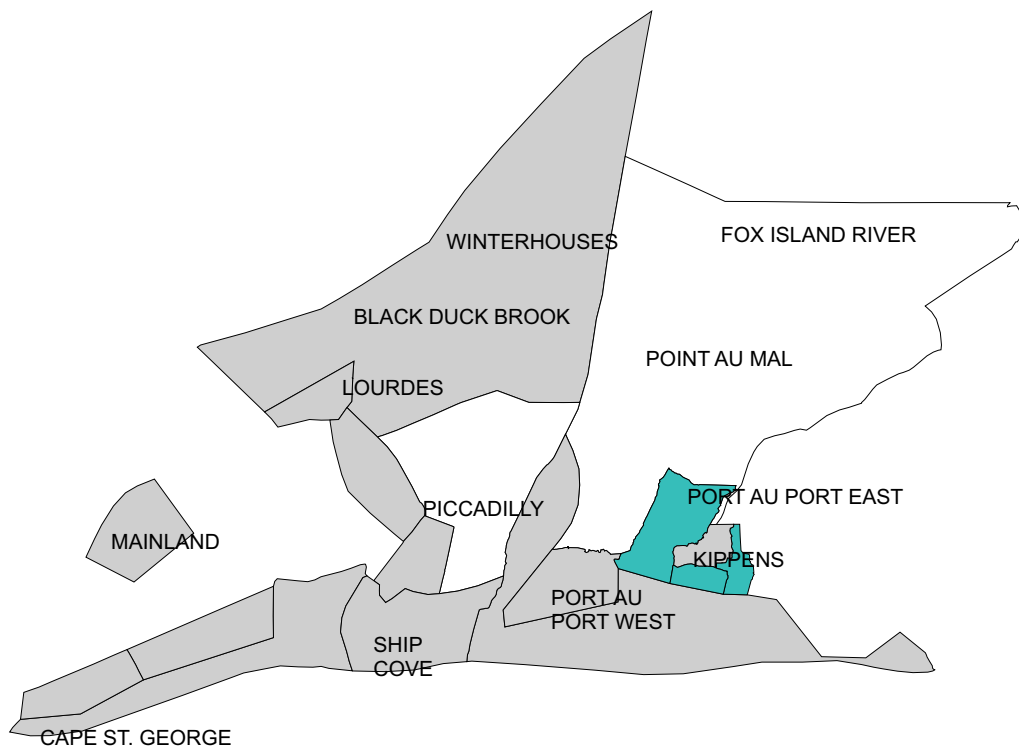 FOX ISLAND RIVER
WINTERHOUSES
BLACK DUCK BROOK
POINT AU MAL
LOURDES
PORT AU PORT EAST
PICCADILLY
MAINLAND
KIPPENS
PORT AU
PORT WEST
SHIP
COVE
CAPE ST. GEORGE